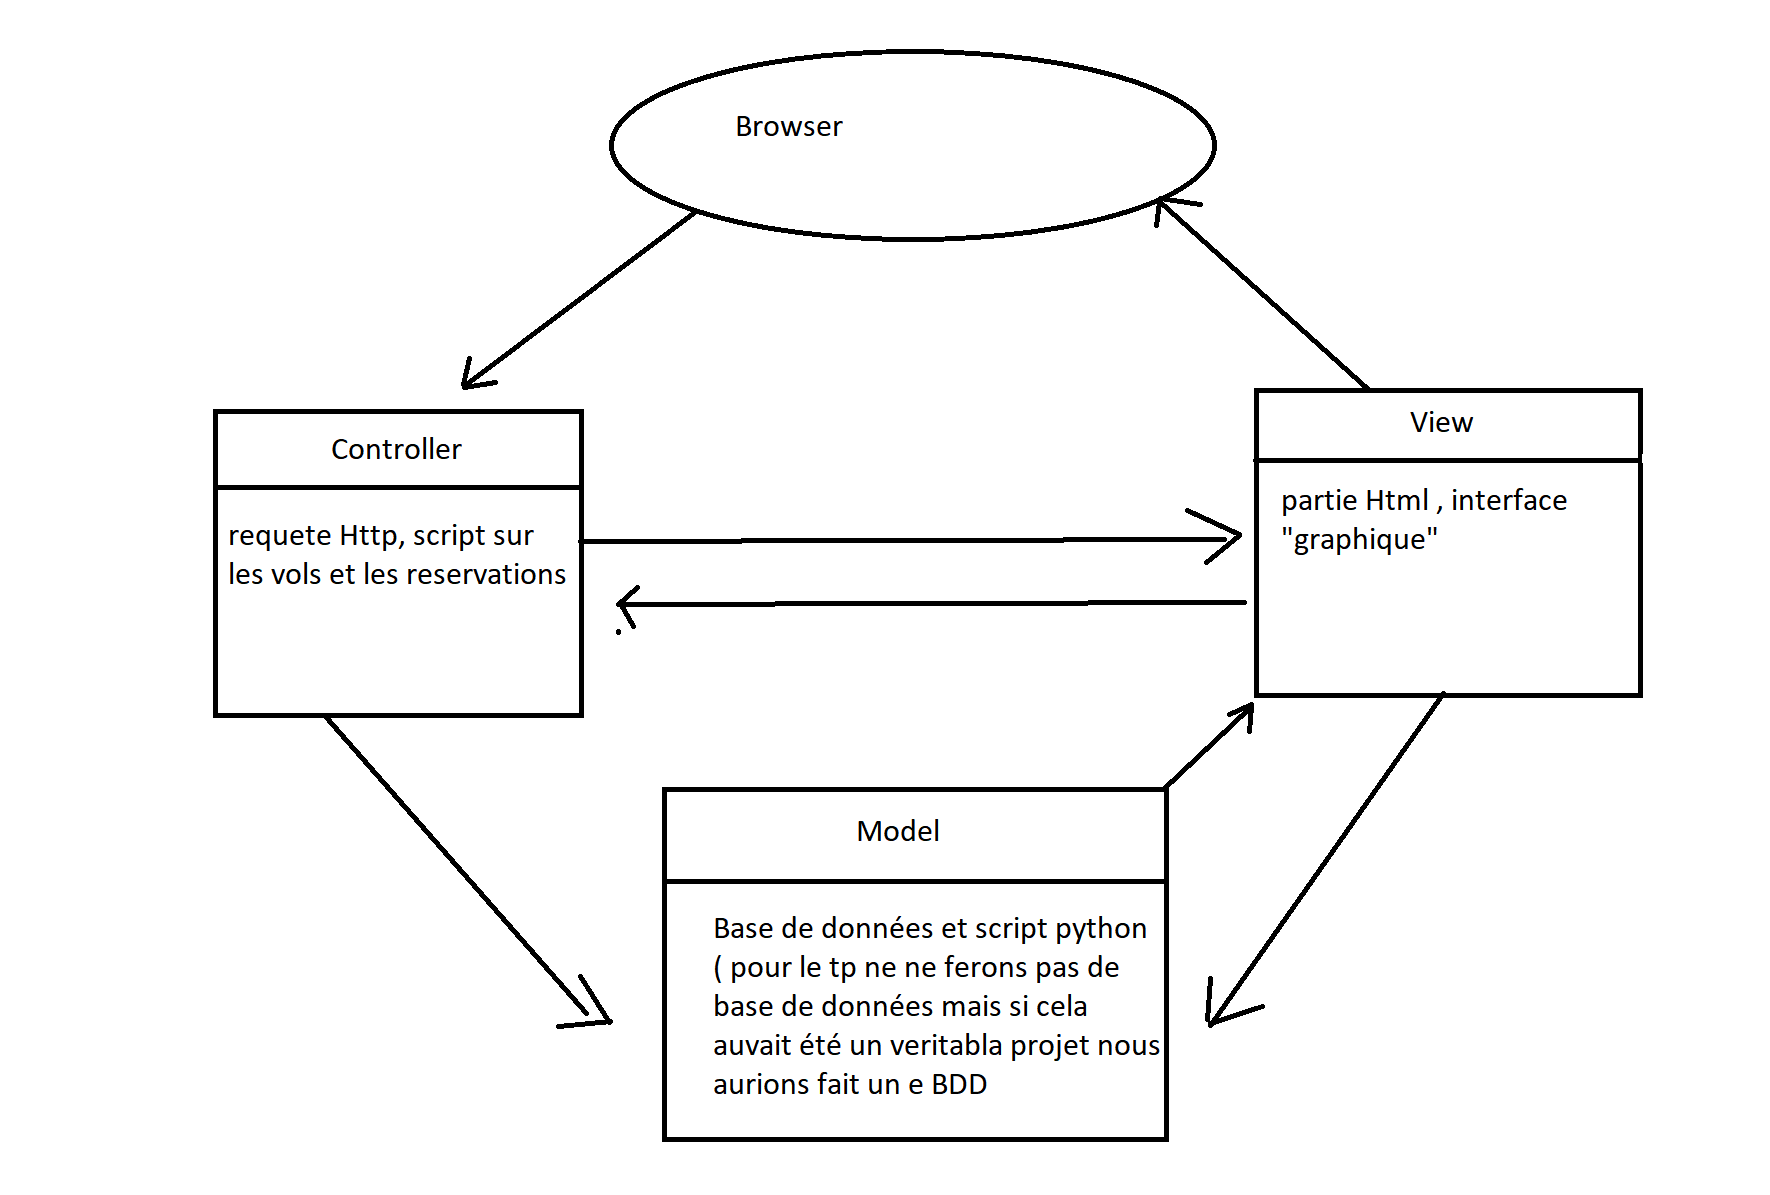 Browser
Controller
requete Http, script sur
les vols et les reservations
View
partie Html , interface
"graphique"
Model
Base de données et script python
( pour le tp ne ne ferons pas de
base de données mais si cela
auvait été un veritabla projet nous
aurions fait un e BDD